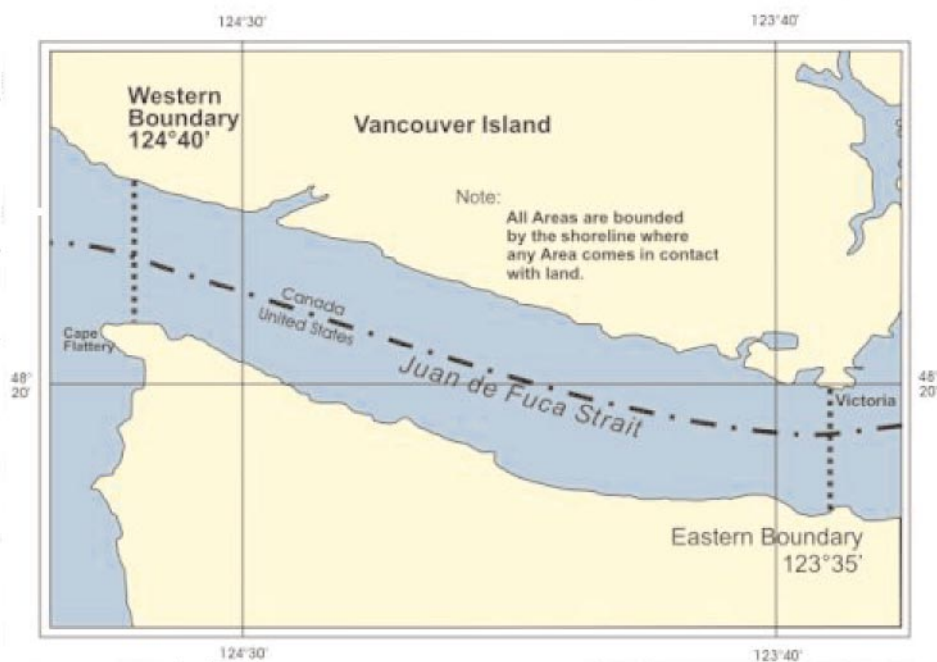 124°30'
123°40'
Western
Boundary
124°40'
Vancouver Island
Note:
All Areas are bounded
by the shoreline where
any Area comes in contact
with land.
Canada
United States
Cape
Flattery
Juan de Fuca Strait
48°
20'
48°
20'
Victoria
Eastern Boundary
123°35'
124°30'
123°40'